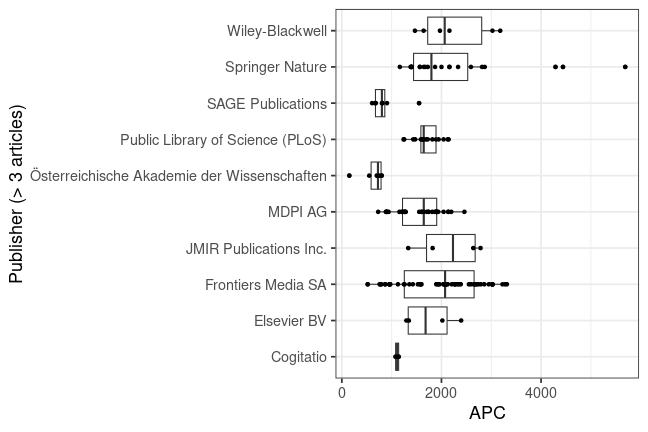 Publisher (> 3 articles)
Wiley-Blackwell
Springer Nature
SAGE Publications
Public Library of Science (PLoS)
Österreichische Akademie der Wissenschaften
MDPI AG
JMIR Publications Inc.
Frontiers Media SA
Elsevier BV
Cogitatio
0 2000 4000
APC